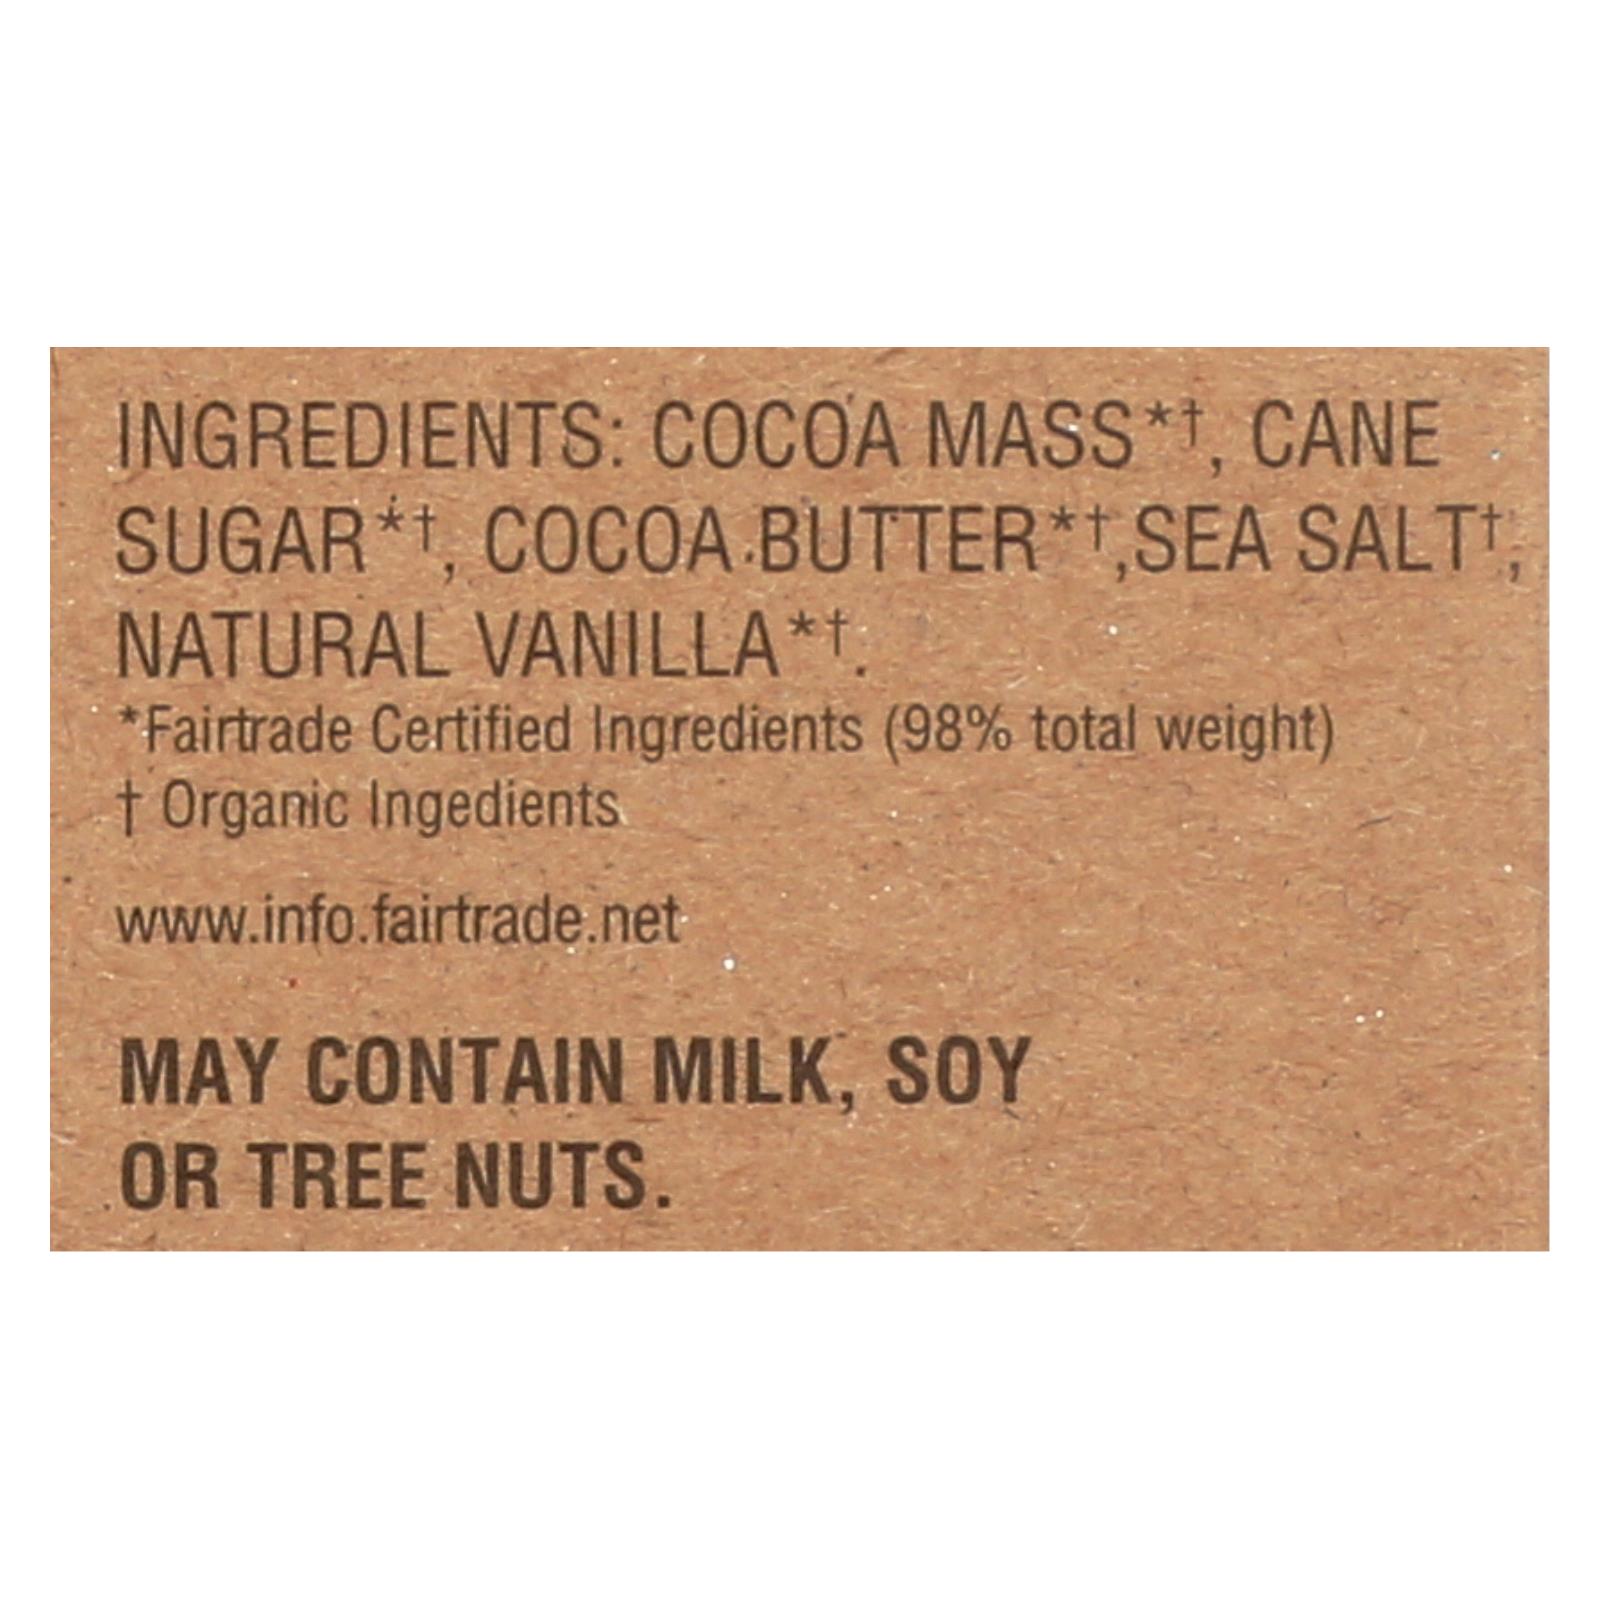 INGREDIENTS: COCOA MASS*†, CANE
SUGAR*†, COCOA BUTTER*†,SEA SALT†,
NATURAL VANILLA*†.
*Fairtrade Certified Ingredients (98% total weight)
† Organic Ingedients
www.info.fairtrade.net
MAY CONTAIN MILK, SOY
OR TREE NUTS.